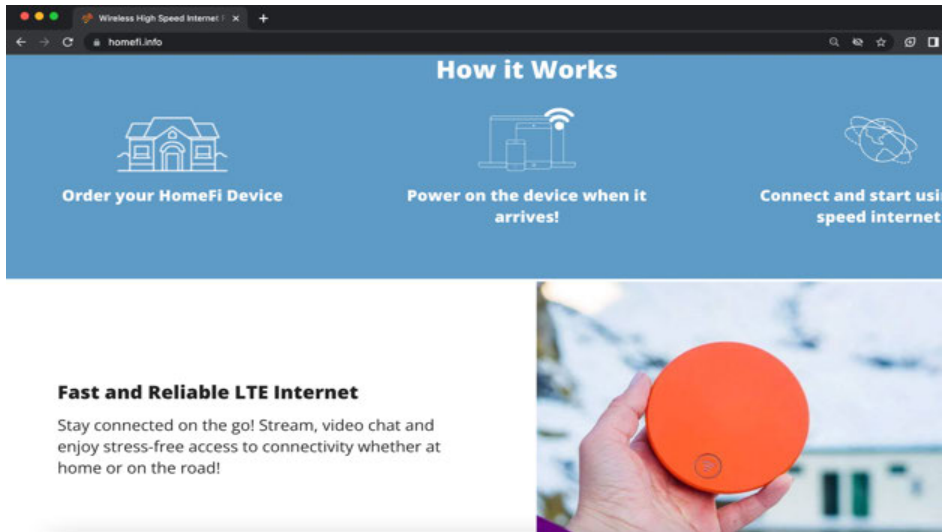 Wireless High Speed Internet
homefi.info
How it Works
Order your HomeFi Device
Power on the device when it
arrives!
Connect and start
speed internet
Fast and Reliable LTE Internet
Stay connected on the go! Stream, video chat and
enjoy stress-free access to connectivity whether at
home or on the road!